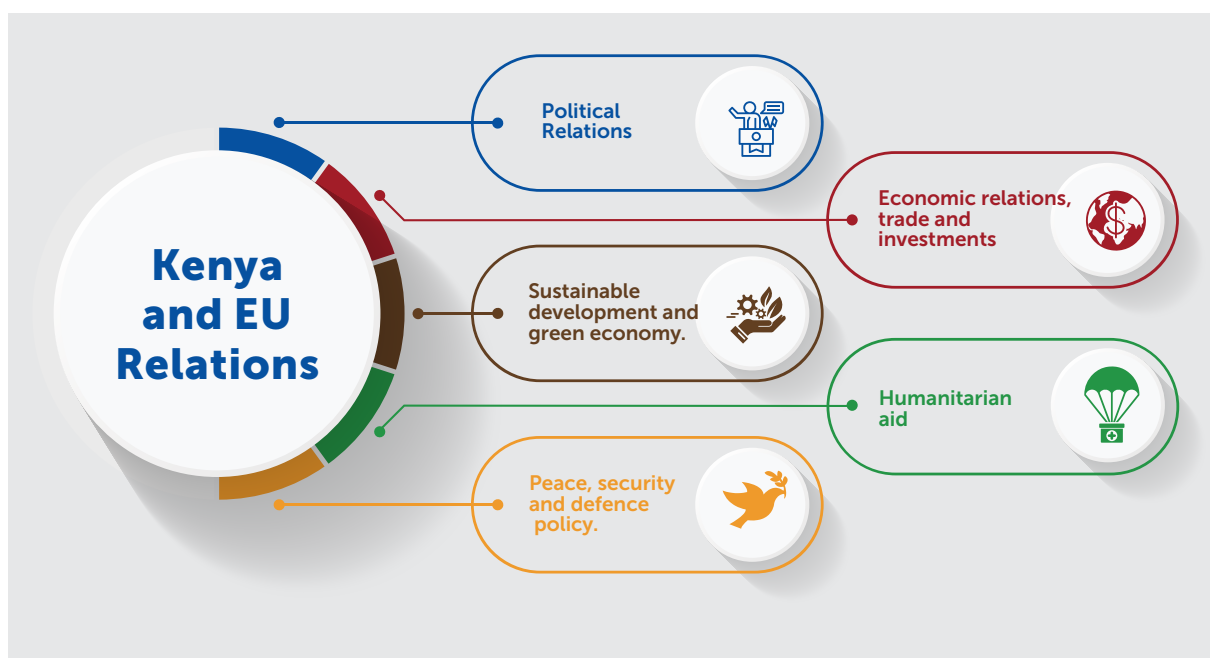 Kenya
and EU
Relations
Political
Relations
Economic relations,
trade and
investments
Sustainable
development and
green economy.
Humanitarian
aid
Peace, security
and defence
policy.